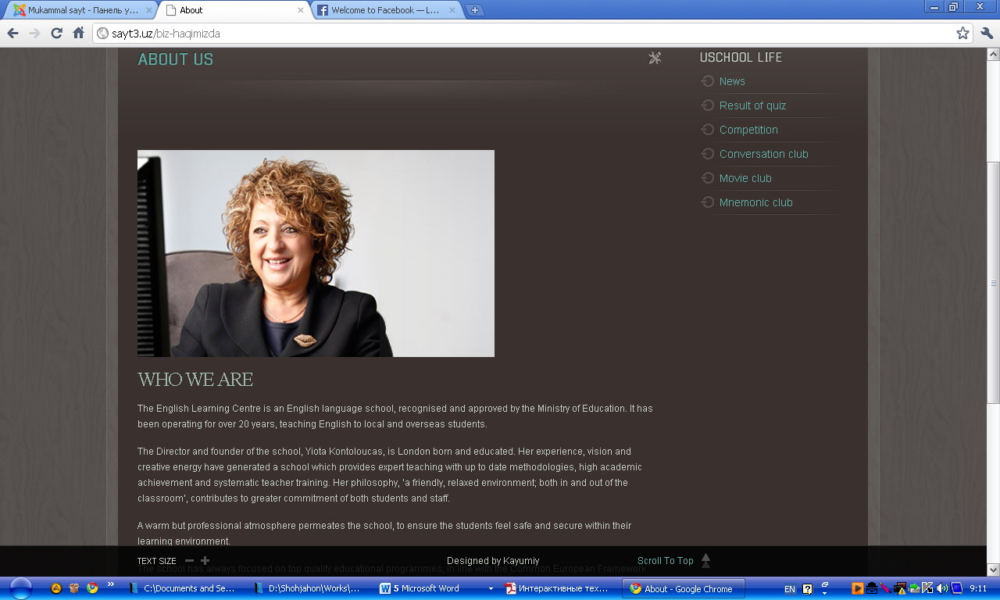 Mukammal sayt - Панель у...
About
Welcome to Facebook — L...
sayt3.uz/biz-haqimizda
ABOUT US
USCHOOL LIFE
News
Result of quiz
Competition
Conversation club
Movie club
Mnemonic club
WHO WE ARE
The English Learning Centre is an English language school, recognised and approved by the Ministry of Education. It has
been operating for over 20 years, teaching English to local and overseas students.
The Director and founder of the school, Yiota Kontoloucas, is London born and educated. Her experience, vision and
creative energy have generated a school which provides expert teaching with up to date methodologies, high academic
achievement and systematic teacher training. Her philosophy, 'a friendly, relaxed environment; both in and out of the
classroom', contributes to greater commitment of both students and staff.
A warm but professional atmosphere permeates the school, to ensure the students feel safe and secure within their
learning environment.
The school has always focused on top quality educational programmes, in line with the Common European Framework
TEXT SIZE
Designed by Kayumiy
Scroll To Top
C:\Documents and Se...
D:\Shohjahon\Works\...
5 Microsoft Word
Интерактивные тех...
About - Google Chrome
EN
9:11